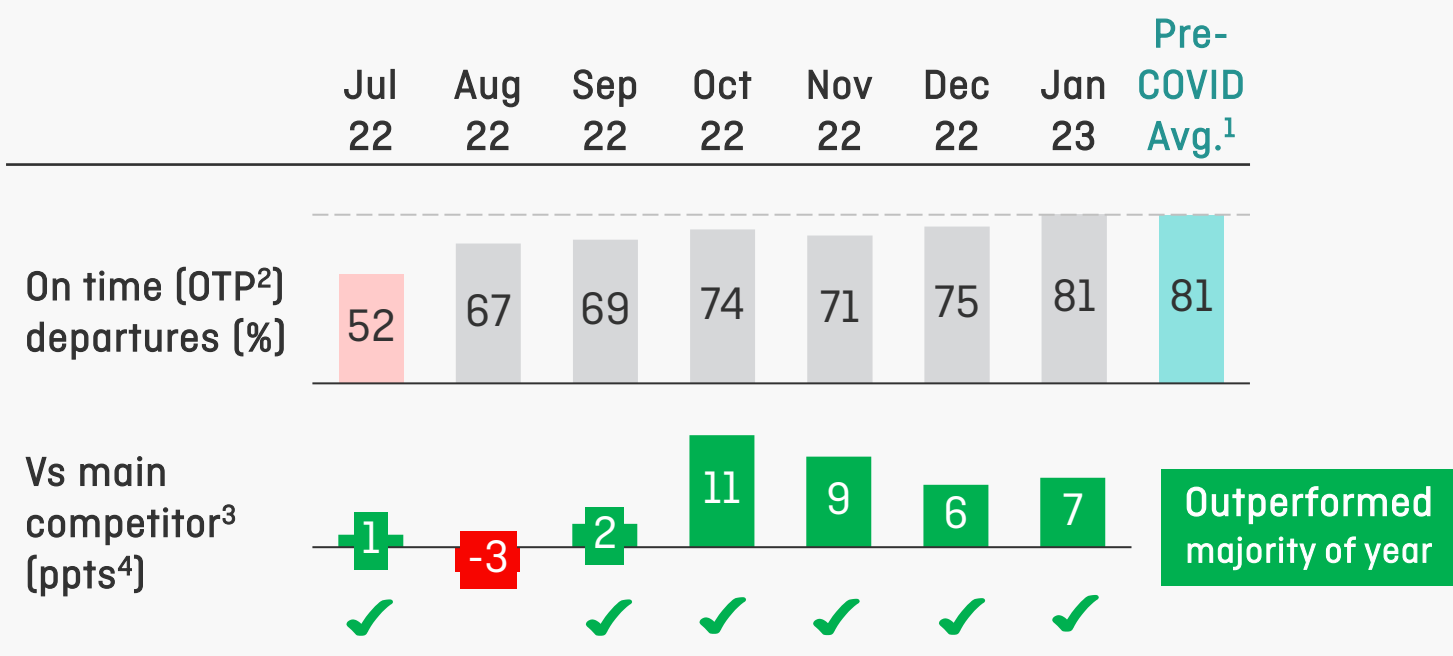 Jul 22
Aug 22
Sep 22
Oct 22
Nov 22
Dec 22
Jan 23
Pre-
COVID
Avg.¹
On time (OTP²)
departures (%)
52
67
69
74
71
75
81
81
Vs main
competitor³
(ppts⁴)
1
-3
2
11
9
6
7
Outperformed
majority of year